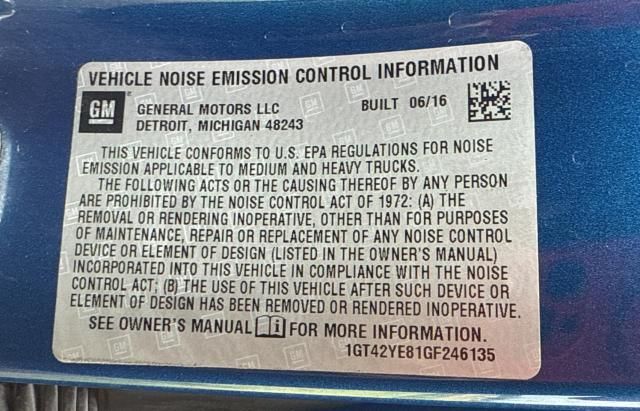 VEHICLE NOISE EMISSION CONTROL INFORMATION
GM
GENERAL MOTORS LLC BUILT 06/16
DETROIT, MICHIGAN 48243
THIS VEHICLE CONFORMS TO U.S. EPA REGULATIONS FOR NOISE
EMISSION APPLICABLE TO MEDIUM AND HEAVY TRUCKS.
THE FOLLOWING ACTS OR THE CAUSING THEREOF BY ANY PERSON
ARE PROHIBITED BY THE NOISE CONTROL ACT OF 1972: (A) THE
REMOVAL OR RENDERING INOPERATIVE, OTHER THAN FOR PURPOSES
OF MAINTENANCE, REPAIR OR REPLACEMENT OF ANY NOISE CONTROL
DEVICE OR ELEMENT OF DESIGN (LISTED IN THE OWNER'S MANUAL)
INCORPORATED INTO THIS VEHICLE IN COMPLIANCE WITH THE NOISE
CONTROL ACT; (B) THE USE OF THIS VEHICLE AFTER SUCH DEVICE OR
ELEMENT OF DESIGN HAS BEEN REMOVED OR RENDERED INOPERATIVE.
SEE OWNER'S MANUAL i FOR MORE INFORMATION.
1GT42YE81GF246135